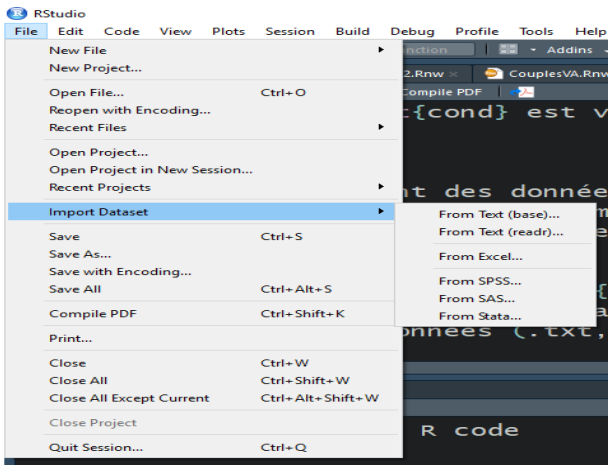 RStudio
File Edit Code View Plots Session Build Debug Profile Tools Help
New File
nction Addins
New Project...
2.Rnw CouplesVA.Rnw
Open File... Ctrl+O
Compile PDF
Reopen with Encoding...
{cond} est v
Recent Files
Open Project...
Open Project in New Session...
Recent Projects
nt des donnée
Import Dataset
From Text (base)...
From Text (readr)...
From Excel...
From SPSS...
From SAS...
From Stata...
Save Ctrl+S
Save As...
Save with Encoding...
Save All Ctrl+Alt+S
Compile PDF Ctrl+Shift+K
onnées (.txt,
Print...
Close Ctrl+W
Close All Ctrl+Shift+W
Close All Except Current Ctrl+Alt+Shift+W
Close Project
R code
Quit Session... Ctrl+Q